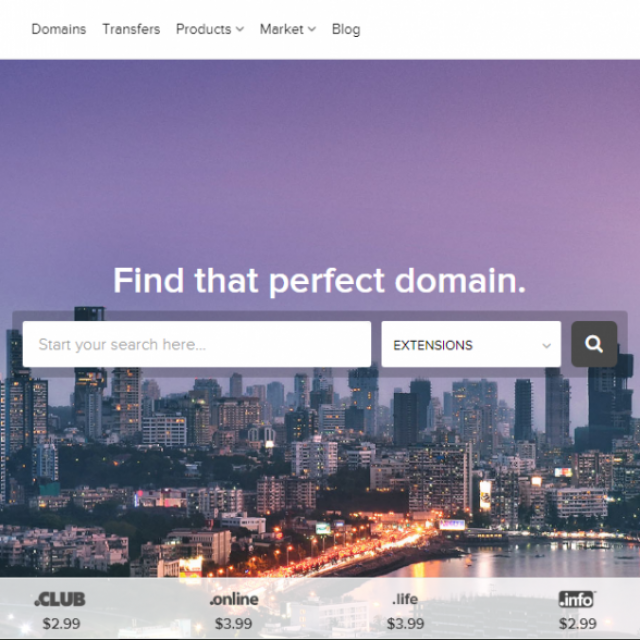 Domains Transfers Products Market Blog
Find that perfect domain.
Start your search here... EXTENSIONS
.CLUB .online .life .info
$2.99 $3.99 $3.99 $2.99